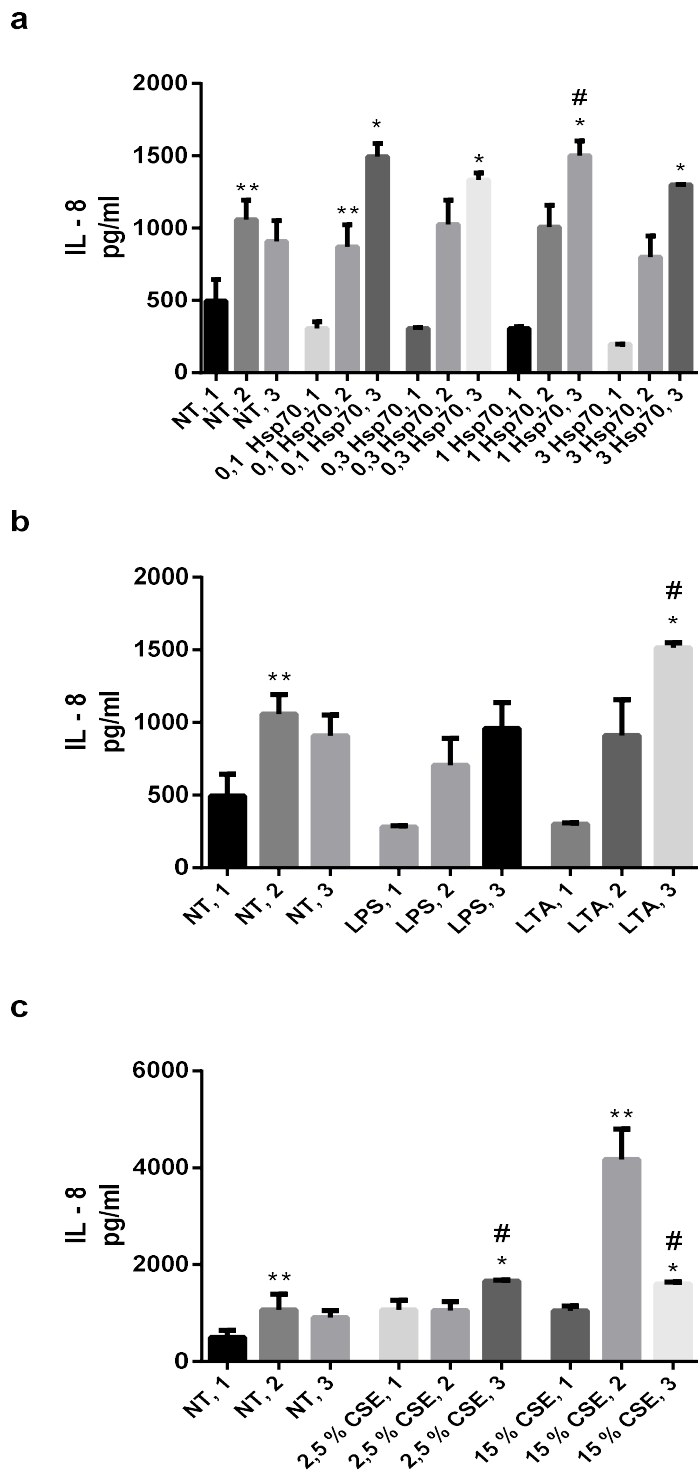 a
2000
1500
1000
500
0
IL - 8
pg/ml
**
**
*
*
#
*
*
NT, 1
NT, 2
NT, 3
0,1 Hsp70, 1
0,1 Hsp70, 2
0,1 Hsp70, 3
0,3 Hsp70, 1
0,3 Hsp70, 2
0,3 Hsp70, 3
1 Hsp70, 1
1 Hsp70, 2
1 Hsp70, 3
3 Hsp70, 1
3 Hsp70, 2
3 Hsp70, 3
b
2000
1500
1000
500
0
IL - 8
pg/ml
**
#
*
NT, 1
NT, 2
NT, 3
LPS, 1
LPS, 2
LPS, 3
LTA, 1
LTA, 2
LTA, 3
c
6000
4000
2000
0
IL - 8
pg/ml
**
#
*
**
#
*
NT, 1
NT, 2
NT, 3
2,5 % CSE, 1
2,5 % CSE, 2
2,5 % CSE, 3
15 % CSE, 1
15 % CSE, 2
15 % CSE, 3